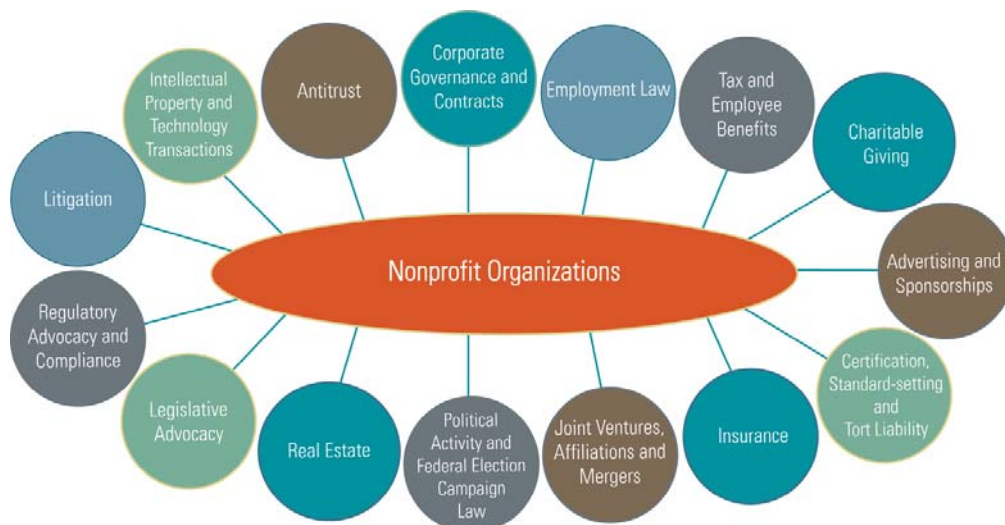 Intellectual
Property and
Technology
Transactions
Antitrust
Corporate
Governance and
Contracts
Employment Law
Tax and
Employee
Benefits
Charitable
Giving
Litigation
Nonprofit Organizations
Advertising and
Sponsorships
Regulatory
Advocacy and
Compliance
Legislative
Advocacy
Real Estate
Political
Activity and
Federal Election
Campaign
Law
Joint Ventures,
Affiliations and
Mergers
Insurance
Certification,
Standard-setting
and
Tort Liability